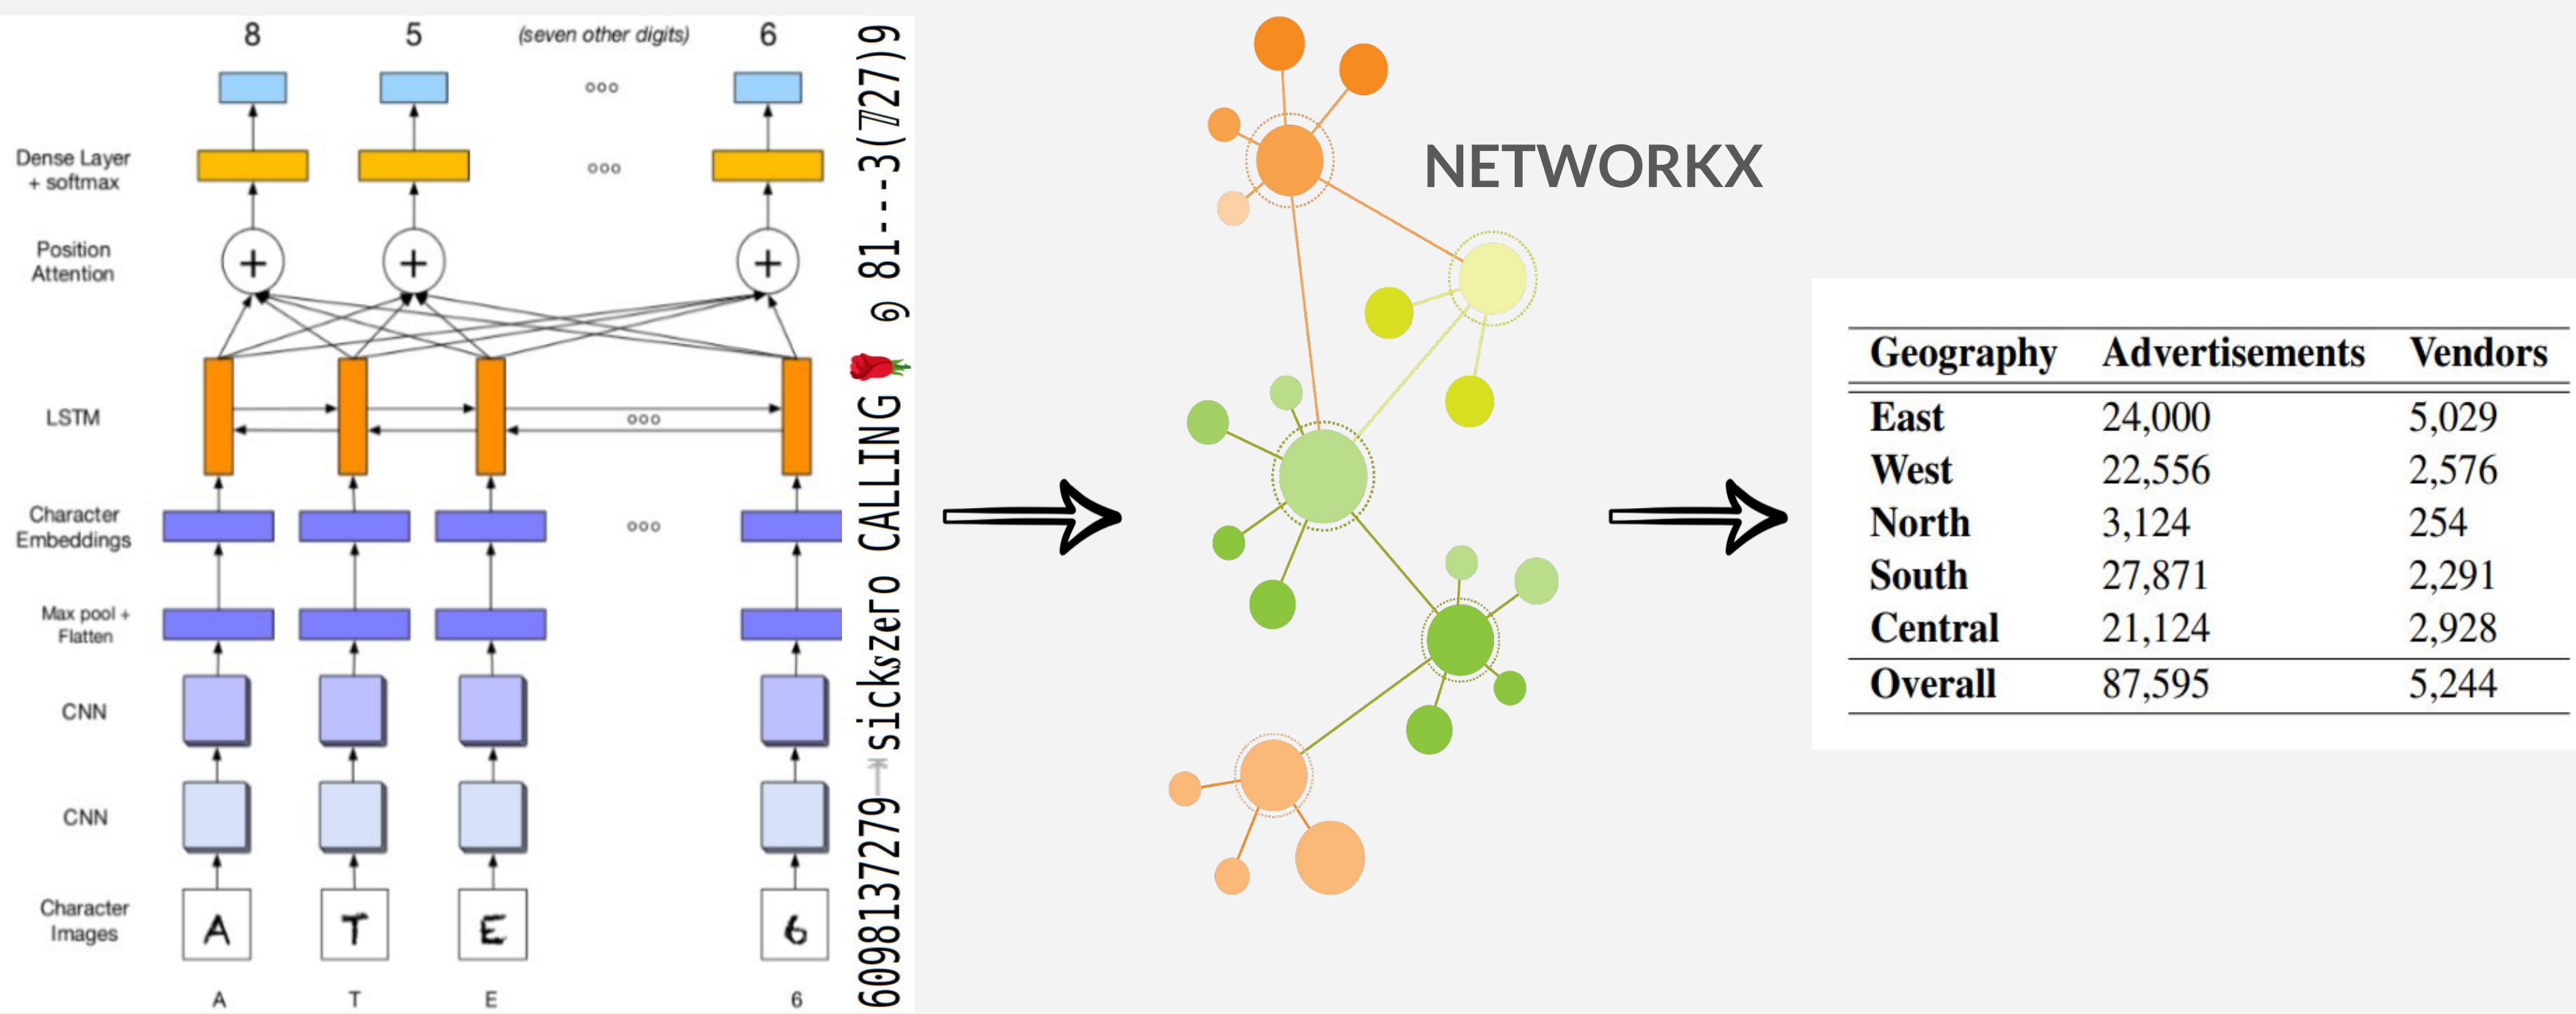 8 5 (seven other digits) 6
Dense Layer
+ softmax
Position
Attention
+ + +
LSTM
Character
Embeddings
Max pool +
Flatten
CNN
CNN
Character
Images
A T E 6
A T E 6
6098137279 sickszero CALLING 🌹 81---3(727)9
NETWORKX
Geography Advertisements Vendors
East 24,000 5,029
West 22,556 2,576
North 3,124 254
South 27,871 2,291
Central 21,124 2,928
Overall 87,595 5,244